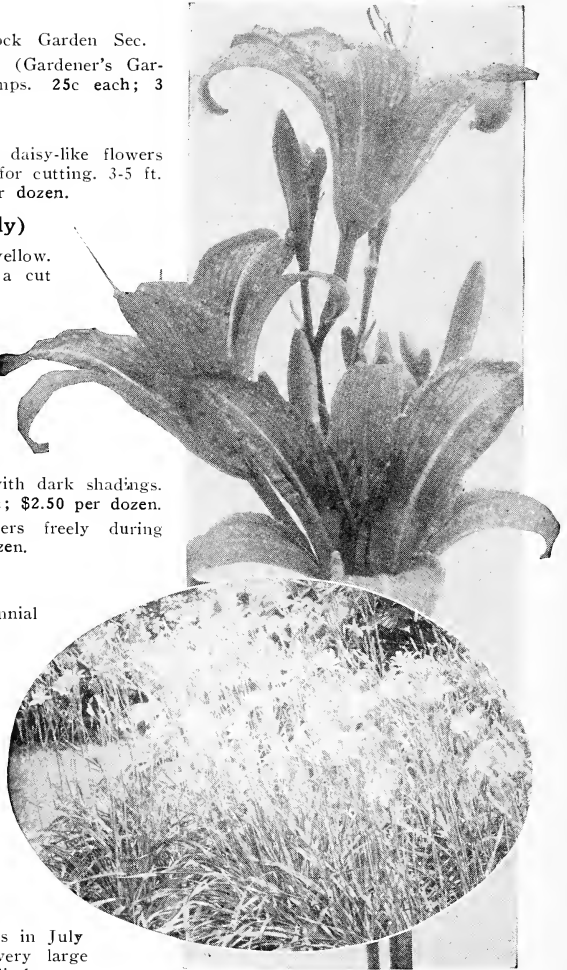 ock Garden Sec.
(Gardener's Gar-
mps. 25c each; 3
daisy-like flowers
for cutting. 3-5 ft.
r dozen.
ly)
yellow.
a cut
with dark shadings.
; $2.50 per dozen.
ers freely during
zen.
nnial
s in July
very large